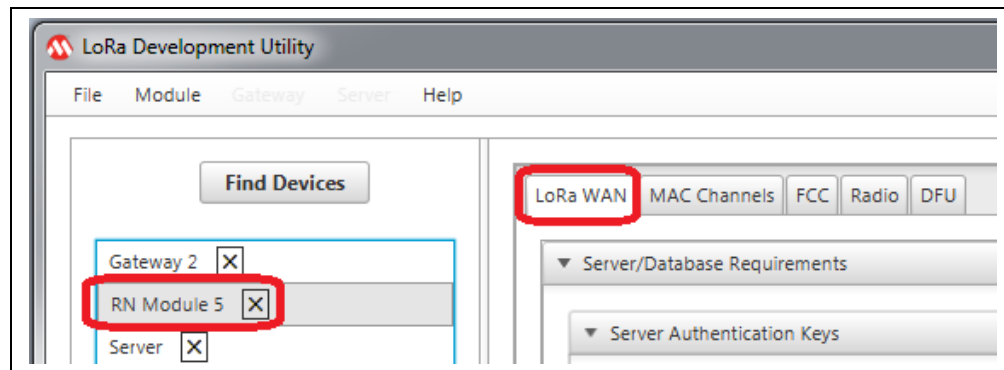 LoRa Development Utility
File Module Gateway Server Help
Find Devices
Gateway 2
RN Module 5
Server
LoRa WAN MAC Channels FCC Radio DFU
Server/Database Requirements
Server Authentication Keys